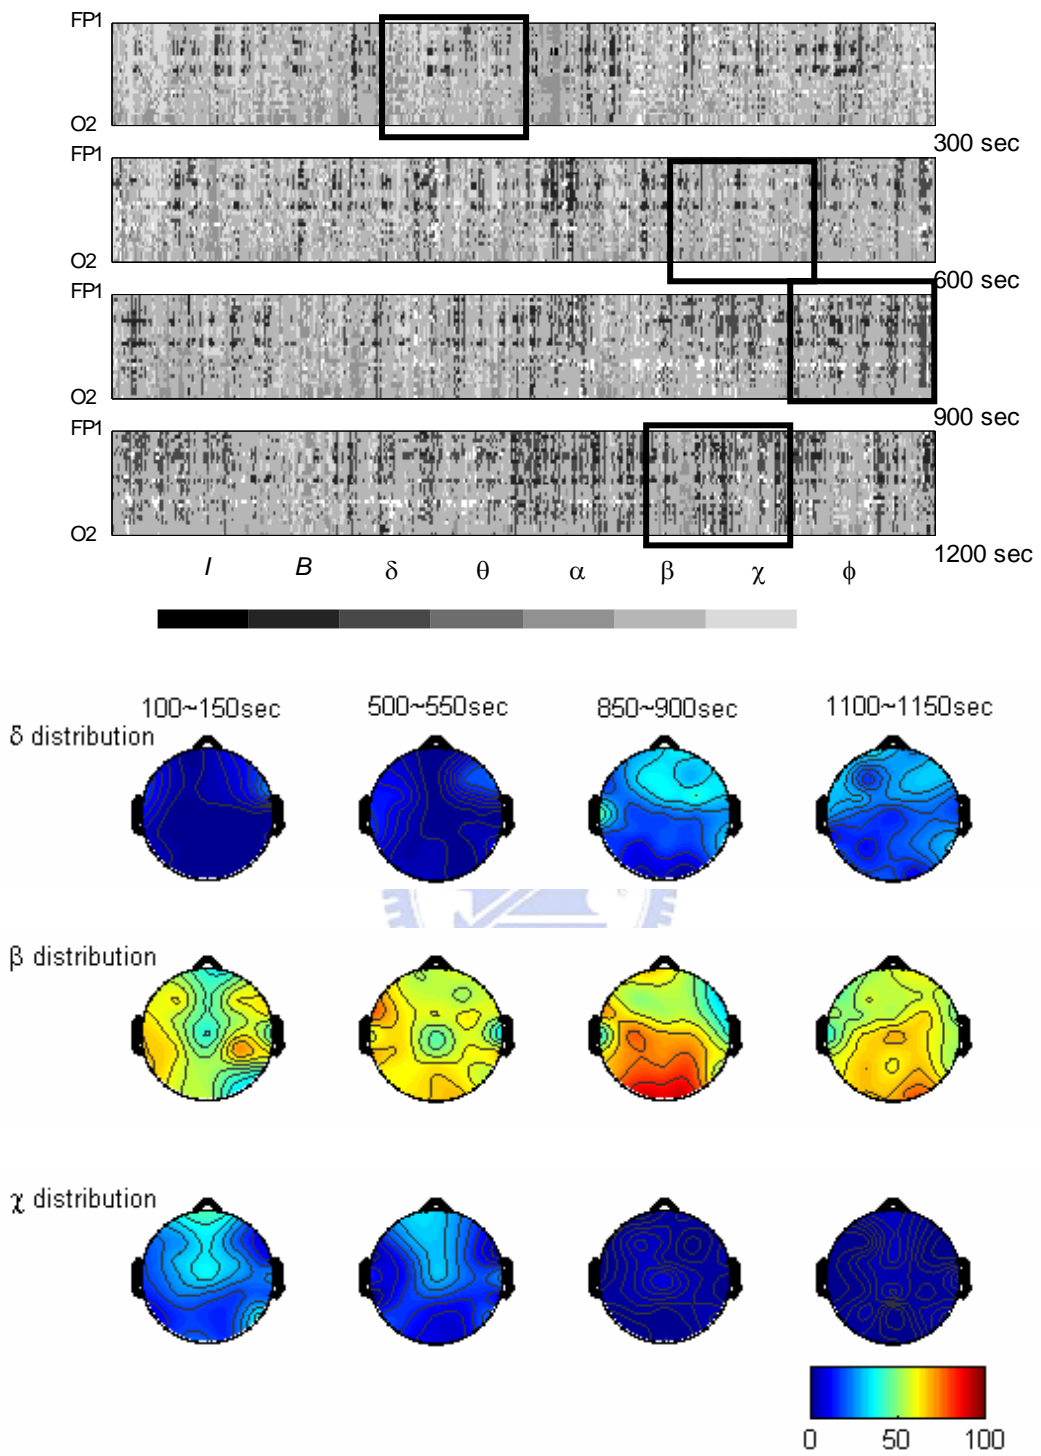 FP1
O2
300 sec
FP1
O2
600 sec
FP1
O2
900 sec
FP1
O2
1200 sec
I B δ θ α β χ ϕ
100~150sec 500~550sec 850~900sec 1100~1150sec
δ distribution
β distribution
χ distribution
0 50 100